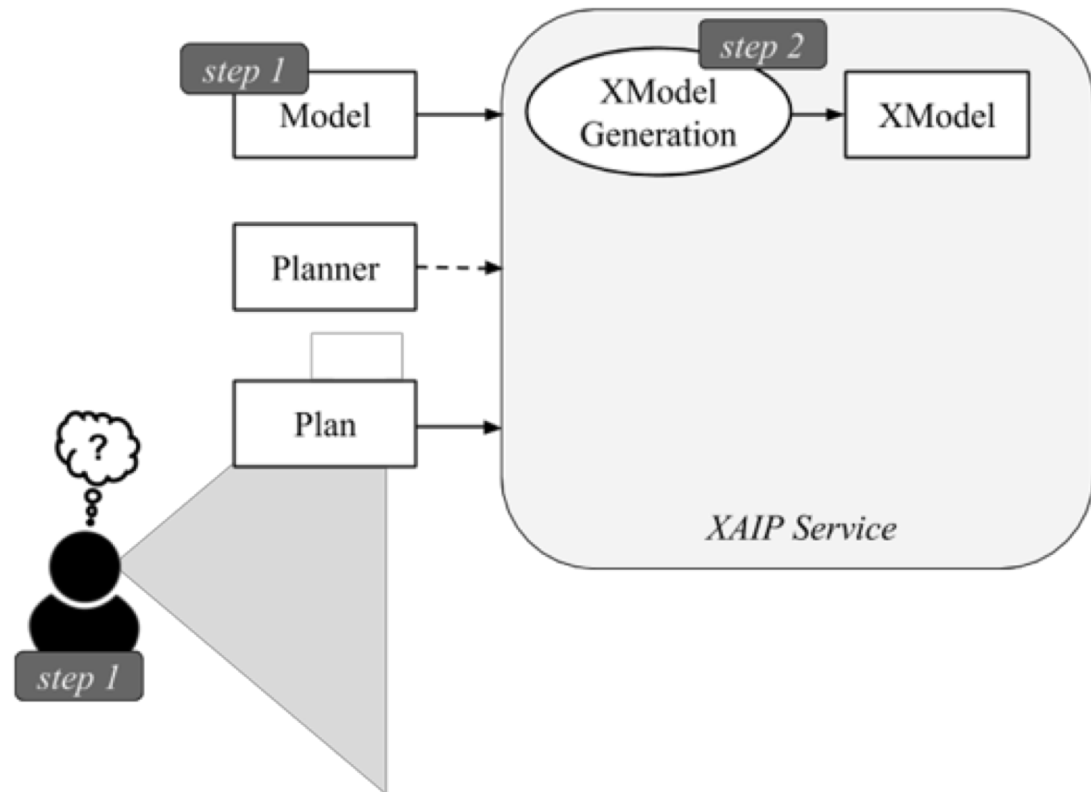 step 1
Model
step 2
XModel
Generation
XModel
Planner
Plan
?
XAIP Service
step 1